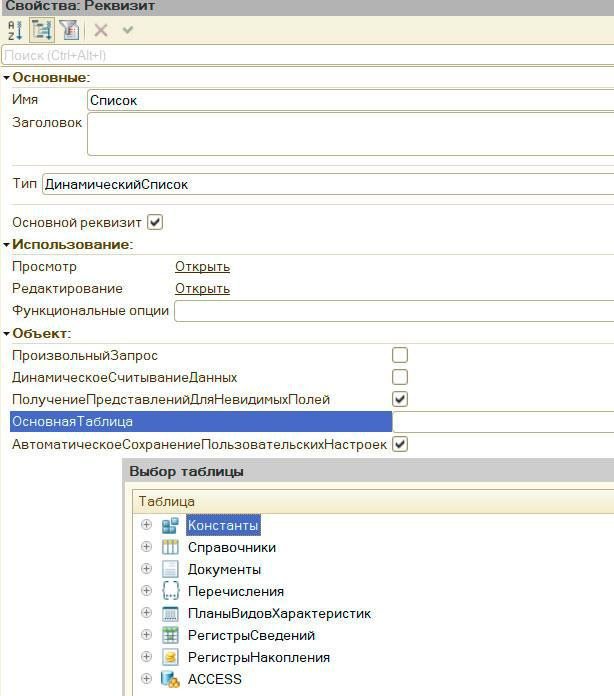 Свойства: Реквизит
Поиск (Ctrl+Alt+I)
Основные:
Имя Список
Заголовок
Тип ДинамическийСписок
Основной реквизит
Использование:
Просмотр Открыть
Редактирование Открыть
Функциональные опции
Объект:
ПроизвольныйЗапрос
ДинамическоеСчитываниеДанных
ПолучениеПредставленийДляНевидимыхПолей
ОсновнаяТаблица
АвтоматическоеСохранениеПользовательскихНастроек
Выбор таблицы
Таблица
Константы
Справочники
Документы
Перечисления
ПланыВидовХарактеристик
РегистрыСведений
РегистрыНакопления
ACCESS